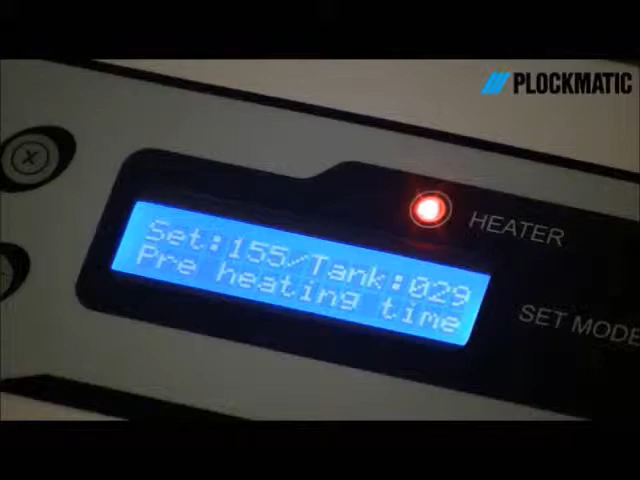 PLOCKMATIC
HEATER
Set:155/Tank:029
Pre heating time
SET MODE